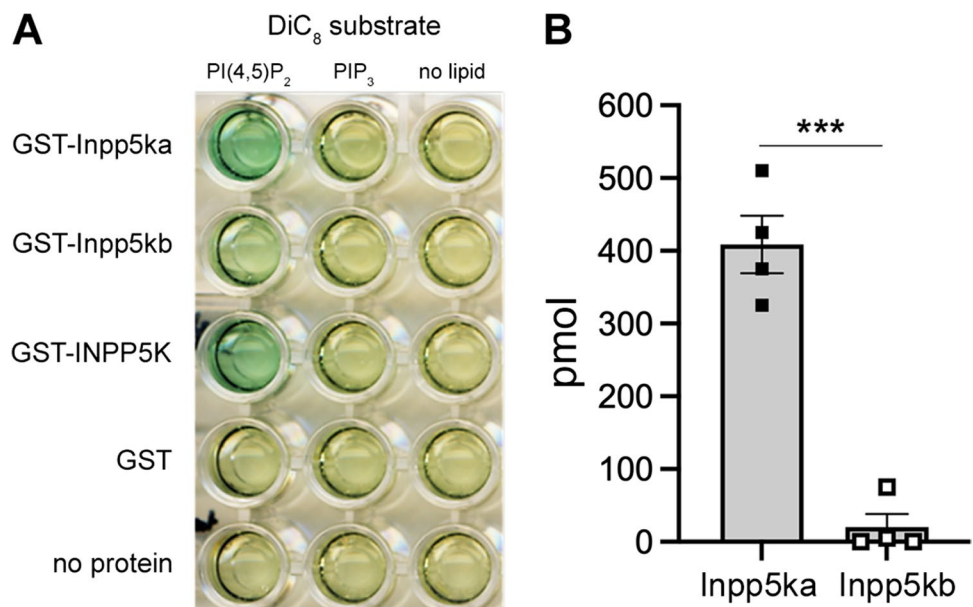 A
DiC₈ substrate
PI(4,5)P₂ PIP₃ no lipid
GST-Inpp5ka
GST-Inpp5kb
GST-INPP5K
GST
no protein
B
***
600
500
400
300
200
100
0
pmol
Inpp5ka Inpp5kb